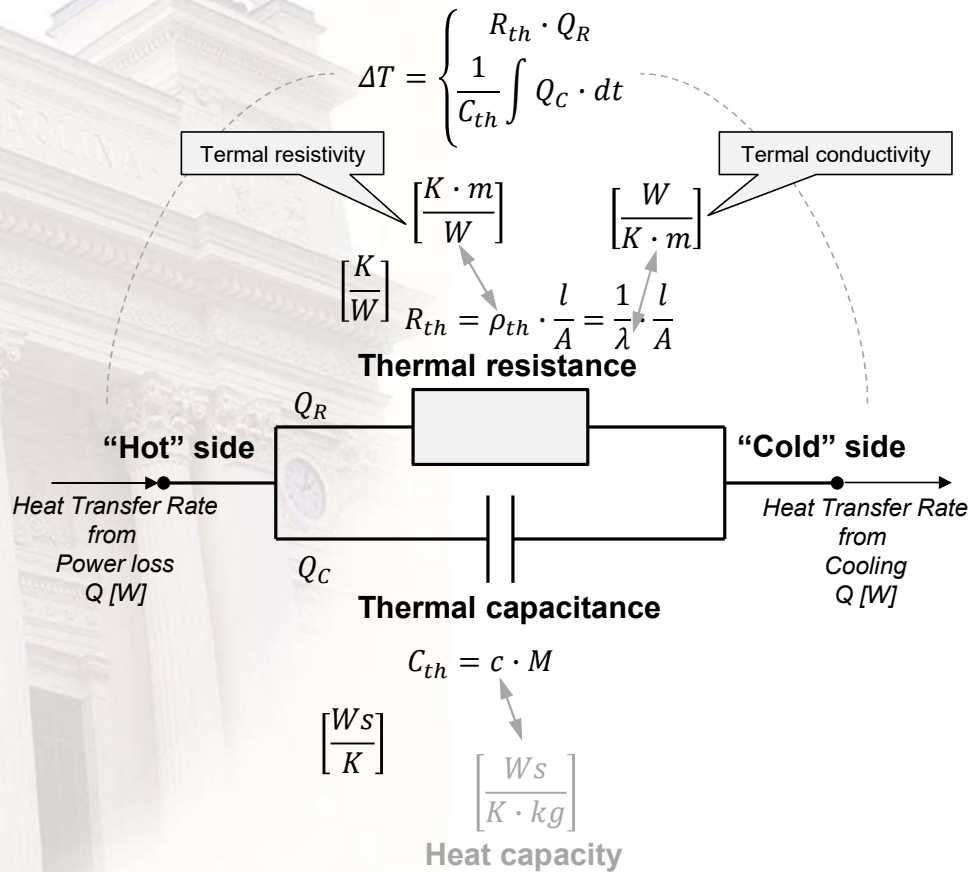 ΔT = { R_th · Q_R
1/C_th ∫ Q_C · dt
Termal resistivity
Termal conductivity
[K · m / W]
[W / K · m]
[K / W]
R_th = ρ_th · l/A = 1/λ · l/A
Thermal resistance
Q_R
“Hot” side
“Cold” side
Heat Transfer Rate
from
Power loss
Q [W]
Heat Transfer Rate
from
Cooling
Q [W]
Q_C
Thermal capacitance
C_th = c · M
[Ws / K]
[Ws / K · kg]
Heat capacity